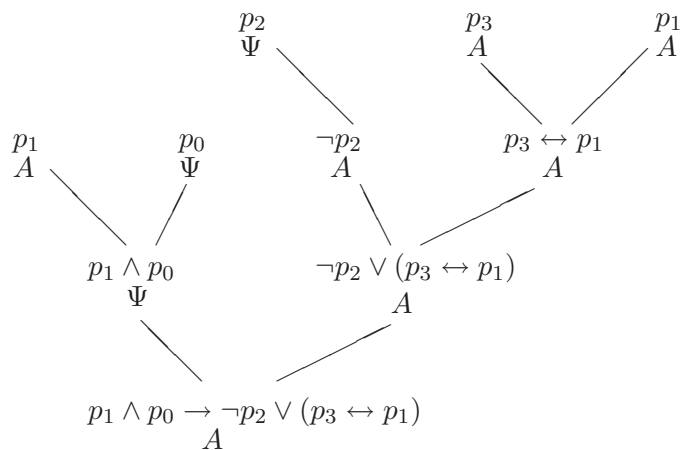 p₂ p₃ p₁
Ψ A A
p₁ p₀ ¬p₂ p₃ ↔ p₁
A Ψ A A
p₁ ∧ p₀ ¬p₂ ∨ (p₃ ↔ p₁)
Ψ A
p₁ ∧ p₀ → ¬p₂ ∨ (p₃ ↔ p₁)
A